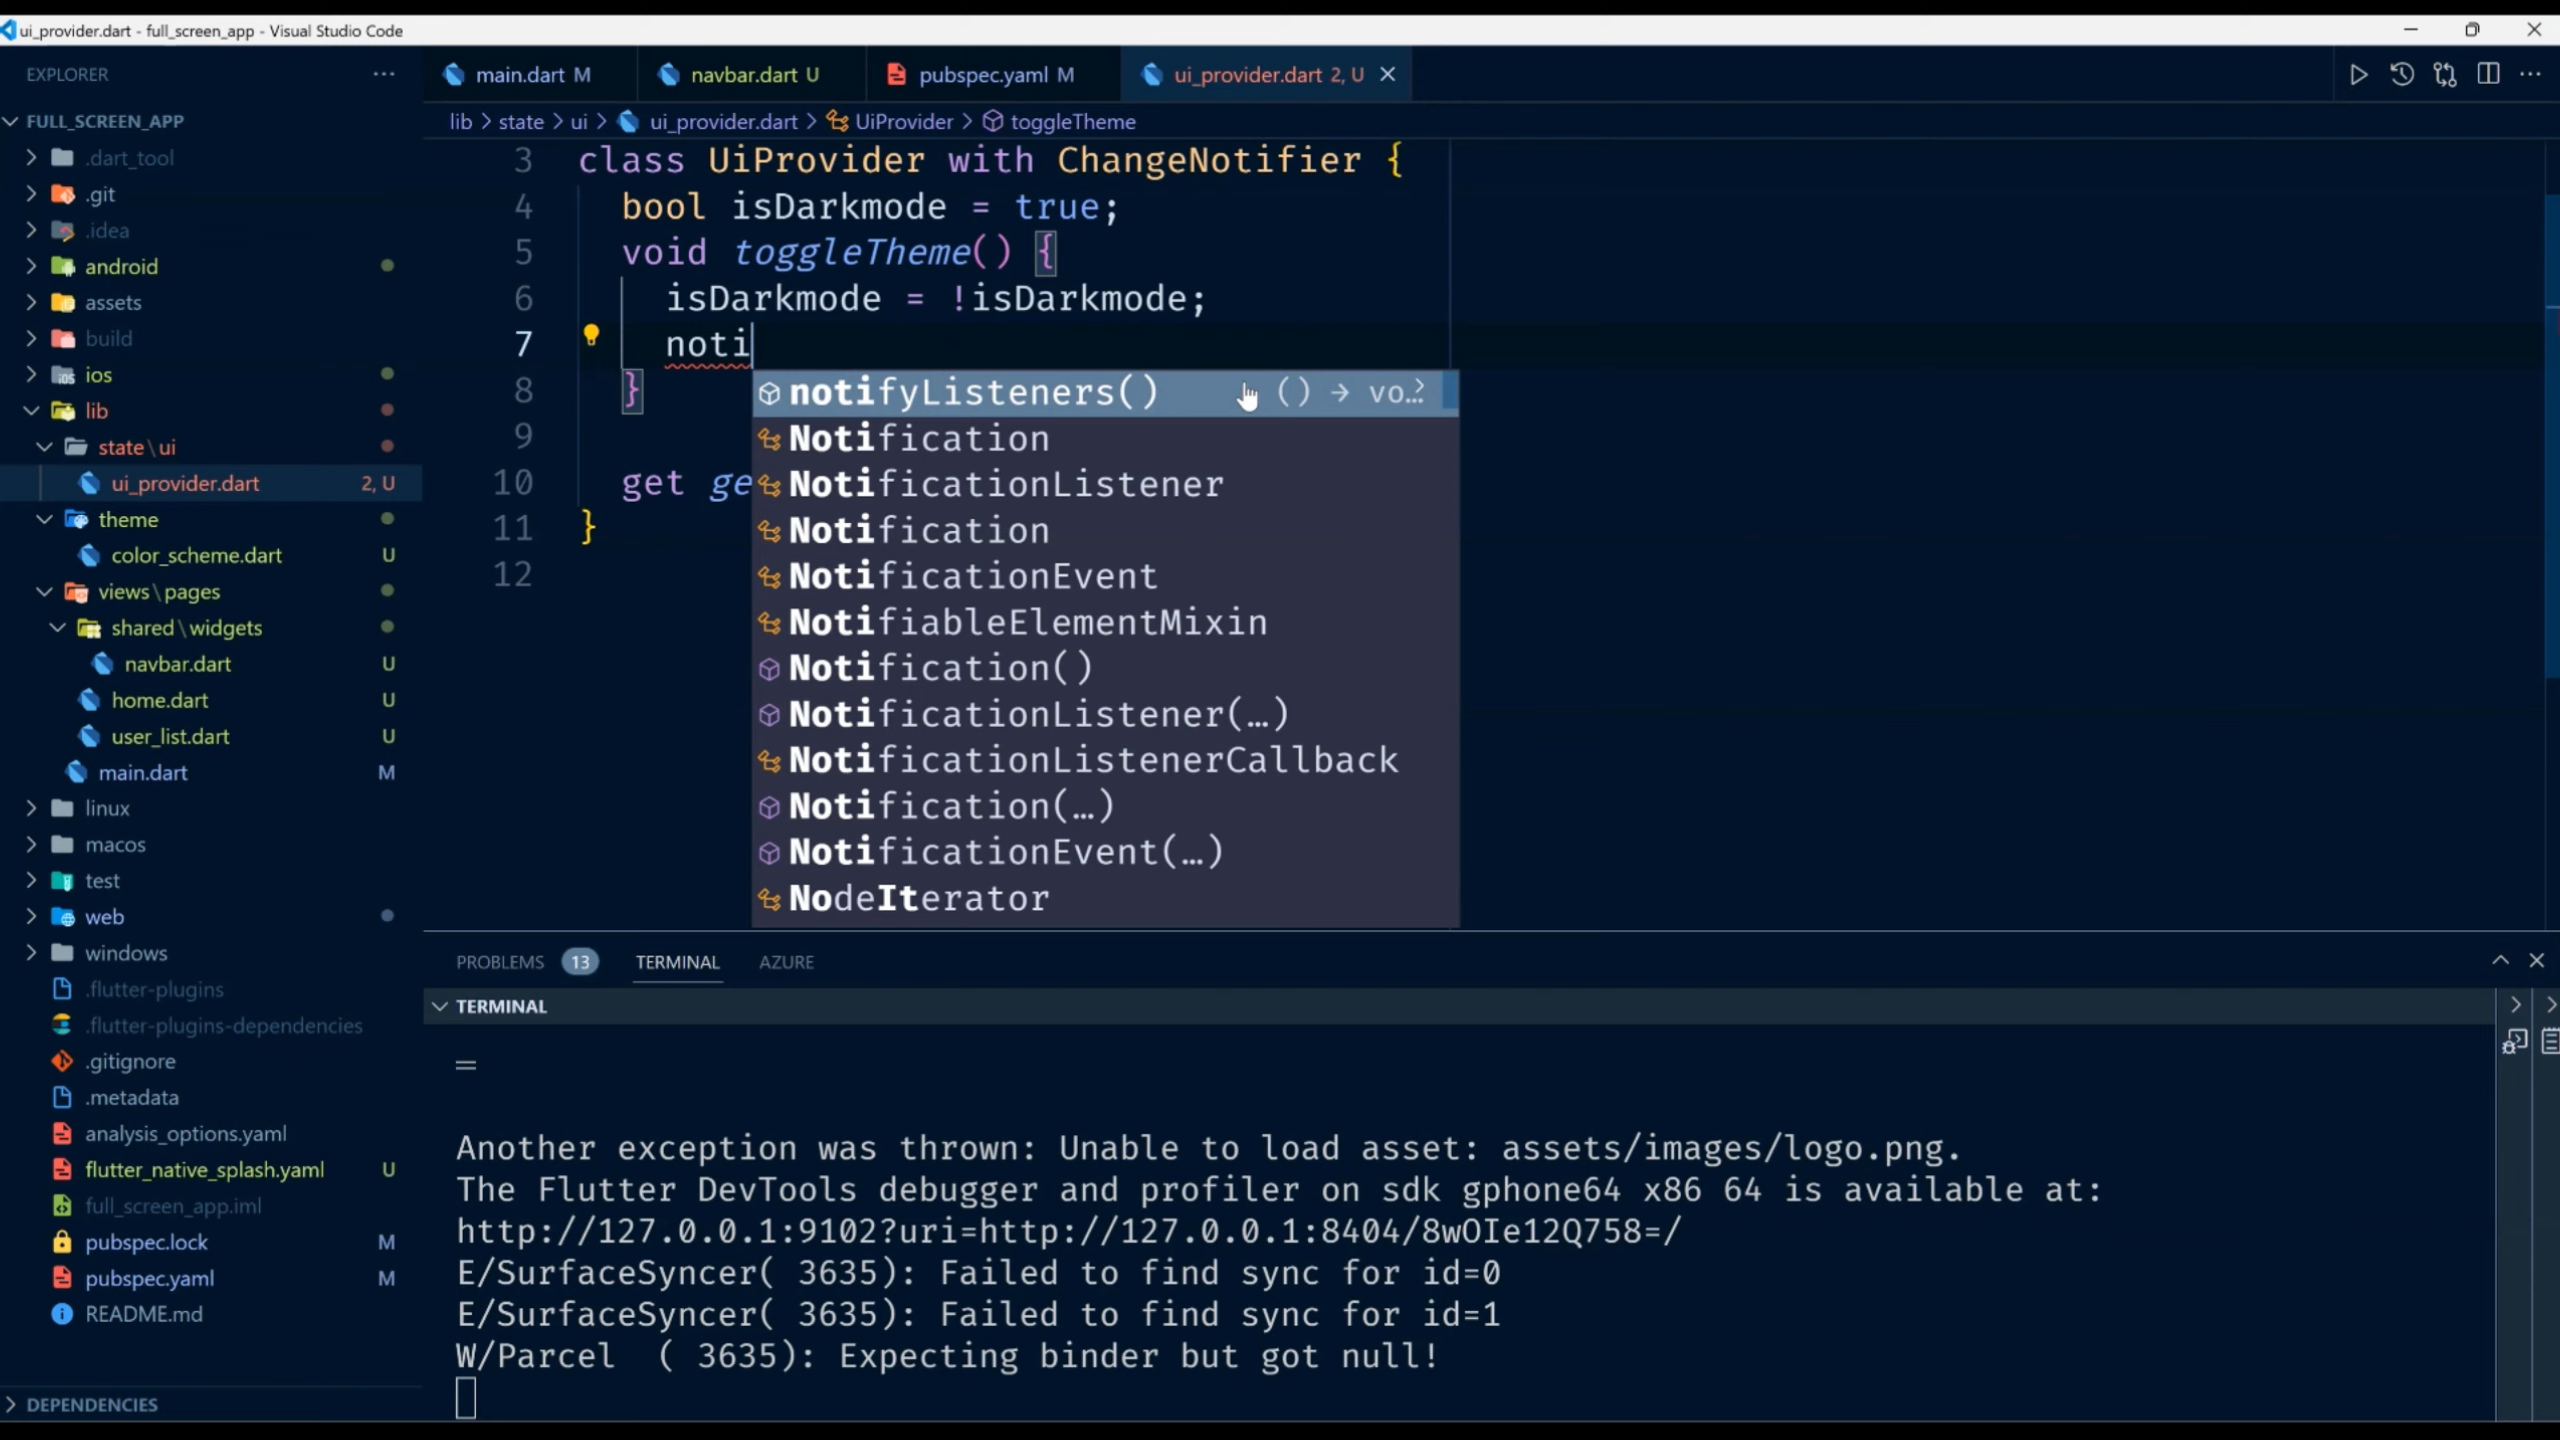 ui_provider.dart - full_screen_app - Visual Studio Code
EXPLORER
FULL_SCREEN_APP
.dart_tool
.git
.idea
android
assets
build
ios
lib
state\ui
ui_provider.dart 2, U
theme
color_scheme.dart U
views\pages
shared\widgets
navbar.dart U
home.dart U
user_list.dart U
main.dart M
linux
macos
test
web
windows
.flutter-plugins
.flutter-plugins-dependencies
.gitignore
.metadata
analysis_options.yaml
flutter_native_splash.yaml U
full_screen_app.iml
pubspec.lock M
pubspec.yaml M
README.md
DEPENDENCIES
main.dart M navbar.dart U pubspec.yaml M ui_provider.dart 2, U
lib > state > ui > ui_provider.dart > UiProvider > toggleTheme
3 class UiProvider with ChangeNotifier {
4 bool isDarkmode = true;
5 void toggleTheme() {
6 isDarkmode = !isDarkmode;
7 noti
8 }
9
10 get ge
11 }
12
notifyListeners() () → vo…
Notification
NotificationListener
Notification
NotificationEvent
NotifiableElementMixin
Notification()
NotificationListener(…)
NotificationListenerCallback
Notification(…)
NotificationEvent(…)
NodeIterator
PROBLEMS 13 TERMINAL AZURE
TERMINAL
=
Another exception was thrown: Unable to load asset: assets/images/logo.png.
The Flutter DevTools debugger and profiler on sdk gphone64 x86 64 is available at:
http://127.0.0.1:9102?uri=http://127.0.0.1:8404/8wOIe12Q758=/
E/SurfaceSyncer( 3635): Failed to find sync for id=0
E/SurfaceSyncer( 3635): Failed to find sync for id=1
W/Parcel  ( 3635): Expecting binder but got null!